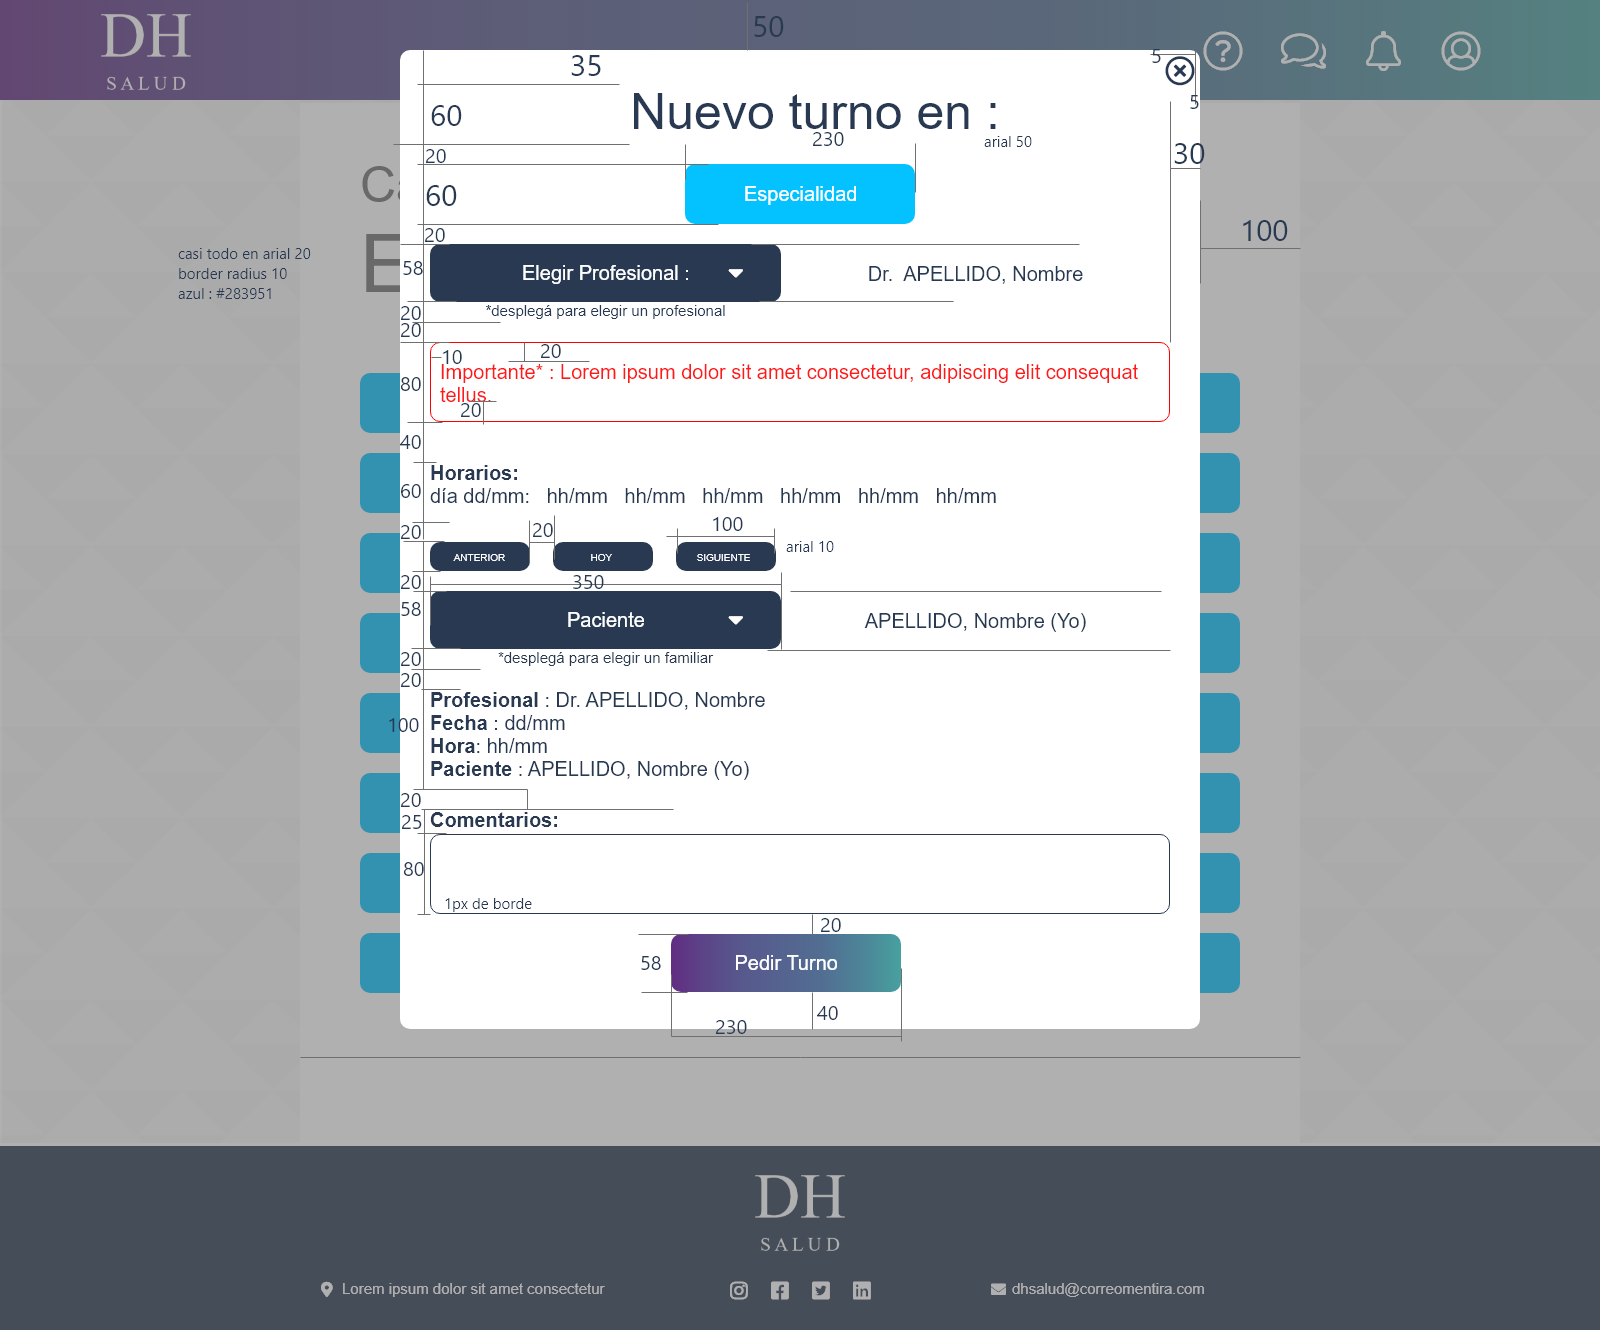 DH
SALUD
50
35
5
5
60
Nuevo turno en :
230
arial 50
20
30
60
Especialidad
100
20
casi todo en arial 20
border radius 10
azul : #283951
58
Elegir Profesional :
Dr. APELLIDO, Nombre
20
*desplegá para elegir un profesional
20
10
20
80
Importante* : Lorem ipsum dolor sit amet consectetur, adipiscing elit consequat
tellus.
20
40
Horarios:
60
día dd/mm: hh/mm hh/mm hh/mm hh/mm hh/mm hh/mm
20
20
100
arial 10
ANTERIOR
HOY
SIGUIENTE
20
350
58
Paciente
APELLIDO, Nombre (Yo)
20
*desplegá para elegir un familiar
20
Profesional : Dr. APELLIDO, Nombre
100
Fecha : dd/mm
Hora: hh/mm
Paciente : APELLIDO, Nombre (Yo)
20
25
Comentarios:
80
1px de borde
20
58
Pedir Turno
40
230
DH
SALUD
Lorem ipsum dolor sit amet consectetur
dhsalud@correomentira.com